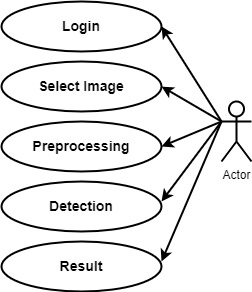 Login
Select Image
Preprocessing
Actor
Detection
Result